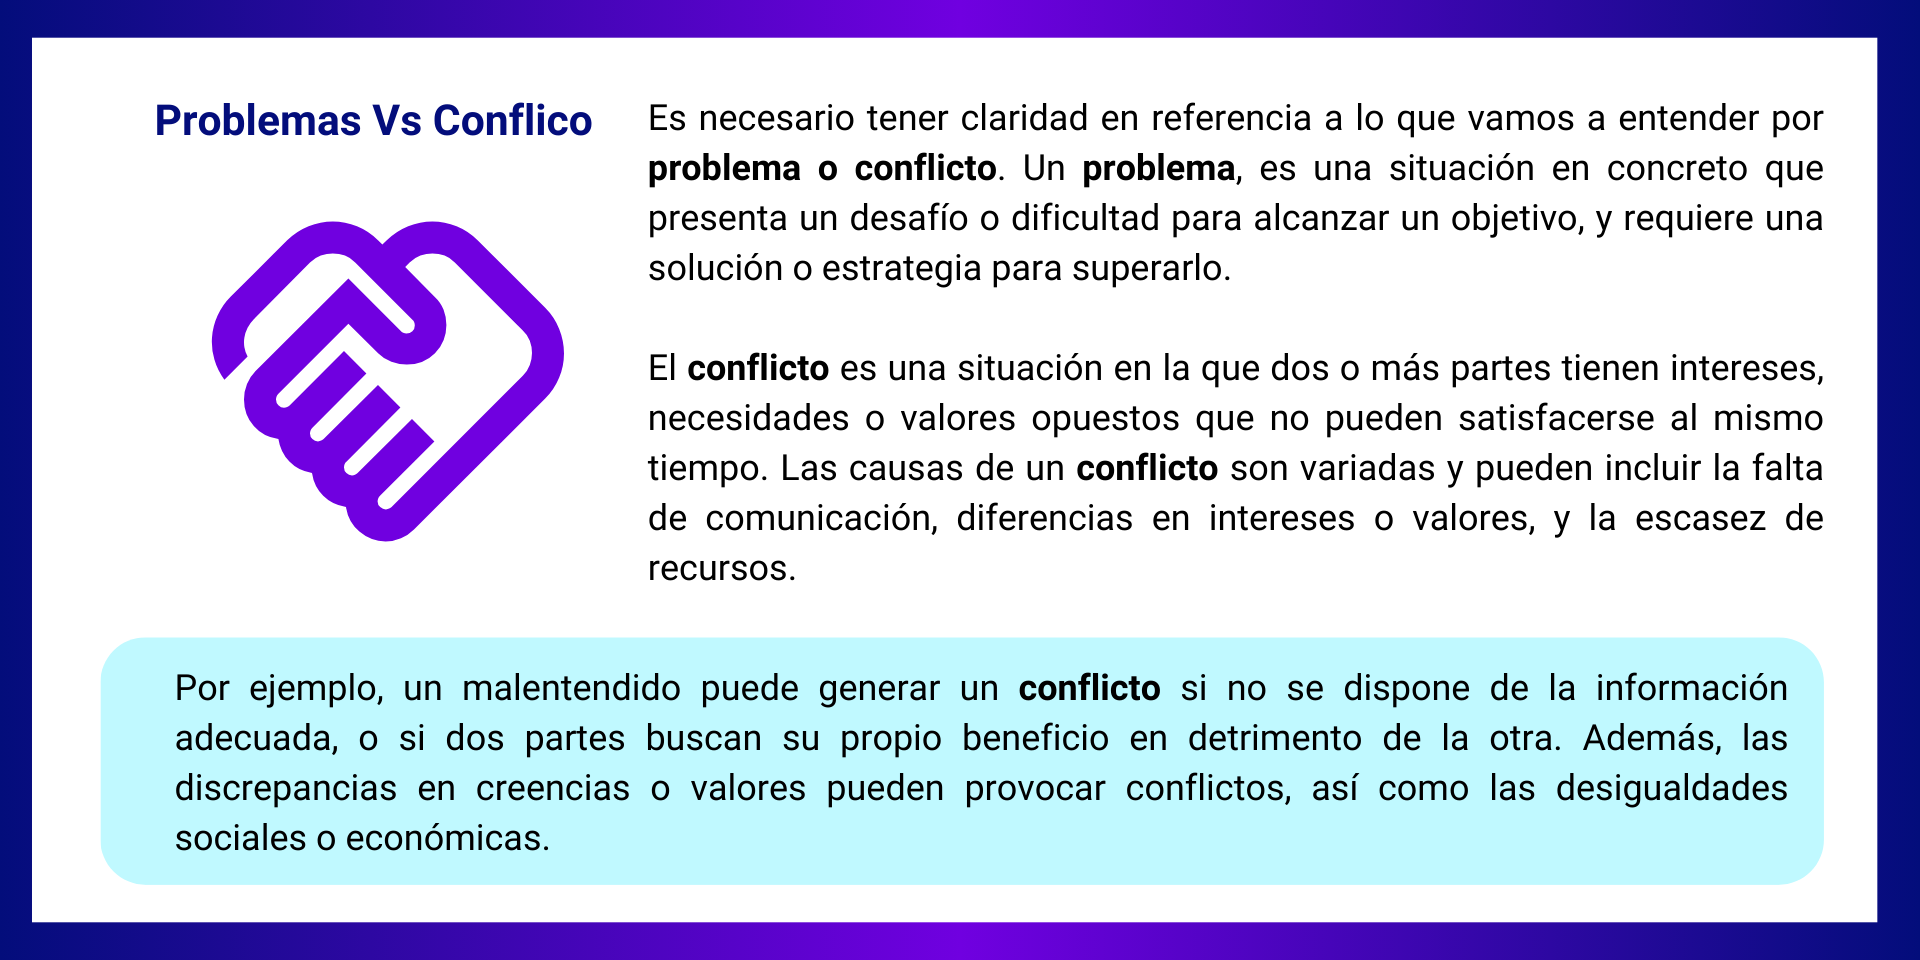 Problemas Vs Conflico
Es necesario tener claridad en referencia a lo que vamos a entender por
problema o conflicto. Un problema, es una situación en concreto que
presenta un desafío o dificultad para alcanzar un objetivo, y requiere una
solución o estrategia para superarlo.
El conflicto es una situación en la que dos o más partes tienen intereses,
necesidades o valores opuestos que no pueden satisfacerse al mismo
tiempo. Las causas de un conflicto son variadas y pueden incluir la falta
de comunicación, diferencias en intereses o valores, y la escasez de
recursos.
Por ejemplo, un malentendido puede generar un conflicto si no se dispone de la información
adecuada, o si dos partes buscan su propio beneficio en detrimento de la otra. Además, las
discrepancias en creencias o valores pueden provocar conflictos, así como las desigualdades
sociales o económicas.